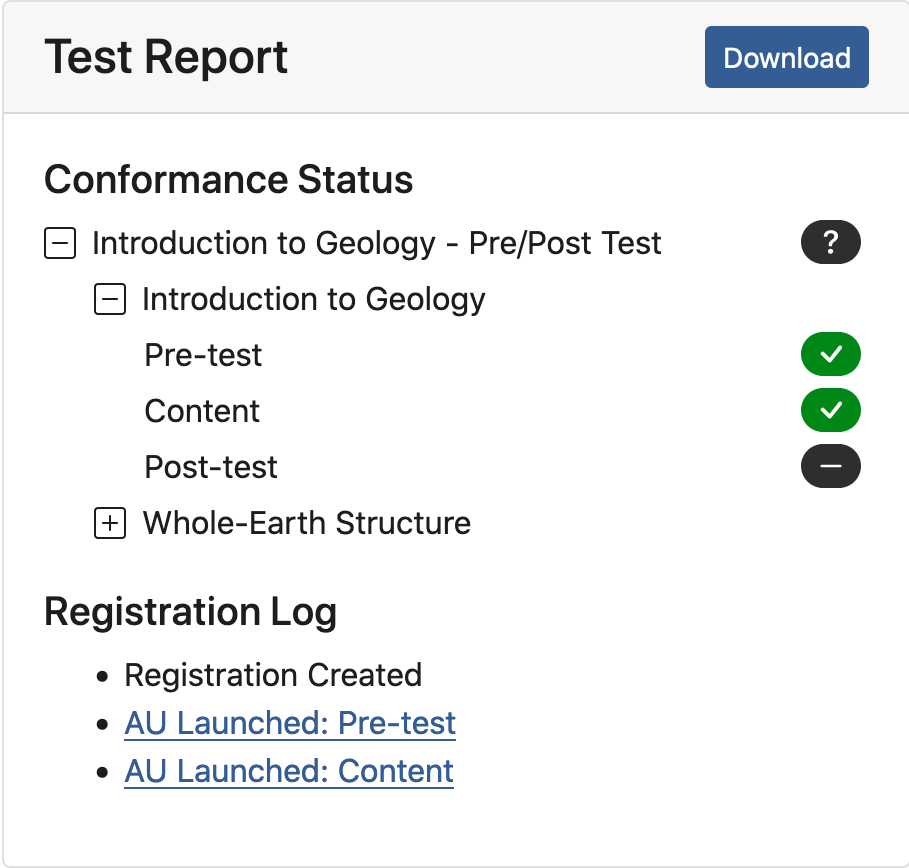 Test Report
Download
Conformance Status
Introduction to Geology - Pre/Post Test
?
Introduction to Geology
Pre-test
Content
Post-test
Whole-Earth Structure
Registration Log
• Registration Created
• AU Launched: Pre-test
• AU Launched: Content